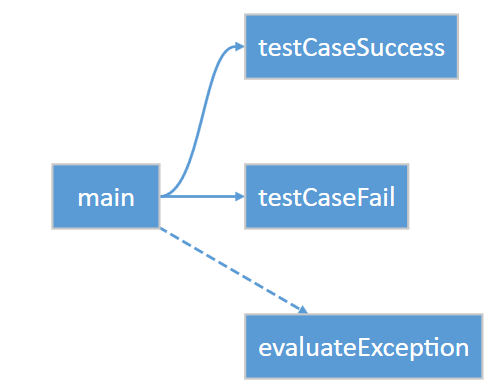 testCaseSuccess
main
testCaseFail
evaluateException